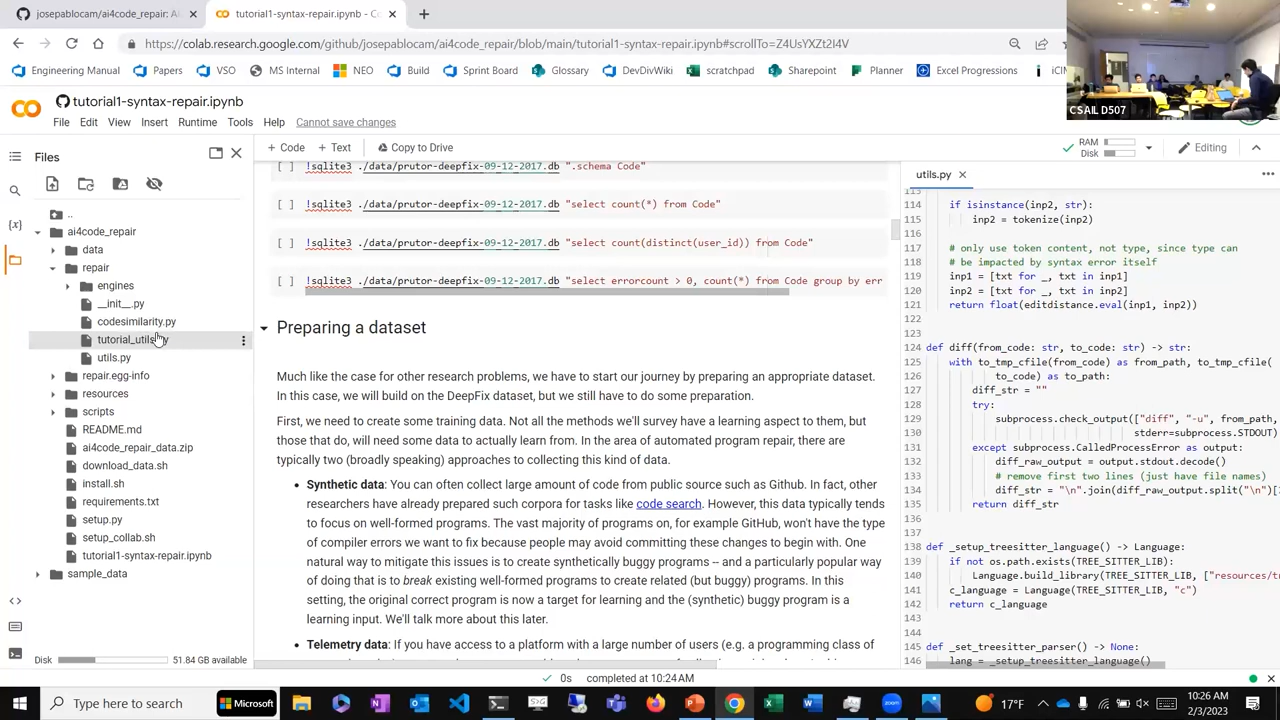 josepablocam/ai4code_repair: AI
tutorial1-syntax-repair.ipynb - Co
https://colab.research.google.com/github/josepablocam/ai4code_repair/blob/main/tutorial1-syntax-repair.ipynb#scrollTo=Z4UsYXZt2I4V
Engineering Manual
Papers
VSO
MS Internal
NEO
Build
Sprint Board
Glossary
DevDivWiki
scratchpad
Sharepoint
Planner
Excel Progressions
CSAIL D507
tutorial1-syntax-repair.ipynb
File Edit View Insert Runtime Tools Help Cannot save changes
Files
+ Code + Text Copy to Drive
RAM
Disk
Editing
..
ai4code_repair
data
repair
engines
__init__.py
codesimilarity.py
tutorial_utils.py
utils.py
repair.egg-info
resources
scripts
README.md
ai4code_repair_data.zip
download_data.sh
install.sh
requirements.txt
setup.py
setup_collab.sh
tutorial1-syntax-repair.ipynb
sample_data
Disk 51.84 GB available
[ ] !sqlite3 ./data/prutor-deepfix-09-12-2017.db ".schema Code"
[ ] !sqlite3 ./data/prutor-deepfix-09-12-2017.db "select count(*) from Code"
[ ] !sqlite3 ./data/prutor-deepfix-09-12-2017.db "select count(distinct(user_id)) from Code"
[ ] !sqlite3 ./data/prutor-deepfix-09-12-2017.db "select errorcount > 0, count(*) from Code group by err
Preparing a dataset
Much like the case for other research problems, we have to start our journey by preparing an appropriate dataset.
In this case, we will build on the DeepFix dataset, but we still have to do some preparation.
First, we need to create some training data. Not all the methods we'll survey have a learning aspect to them, but
those that do, will need some data to actually learn from. In the area of automated program repair, there are
typically two (broadly speaking) approaches to collecting this kind of data.
• Synthetic data: You can often collect large amount of code from public source such as Github. In fact, other
researchers have already prepared such corpora for tasks like code search. However, this data typically tends
to focus on well-formed programs. The vast majority of programs on, for example GitHub, won't have the type
of compiler errors we want to fix because people may avoid committing these changes to begin with. One
natural way to mitigate this issues is to create synthetically buggy programs -- and a particularly popular way
of doing that is to break existing well-formed programs to create related (but buggy) programs. In this
setting, the original correct program is now a target for learning and the (synthetic) buggy program is a
learning input. We'll talk more about this later.
• Telemetry data: If you have access to a platform with a large number of users (e.g. a programming class of
utils.py
113
114 if isinstance(inp2, str):
115 inp2 = tokenize(inp2)
116
117 # only use token content, not type, since type can
118 # be impacted by syntax error itself
119 inp1 = [txt for _, txt in inp1]
120 inp2 = [txt for _, txt in inp2]
121 return float(editdistance.eval(inp1, inp2))
122
123
124 def diff(from_code: str, to_code: str) -> str:
125 with to_tmp_cfile(from_code) as from_path, to_tmp_cfile(
126 to_code) as to_path:
127 diff_str = ""
128 try:
129 subprocess.check_output(["diff", "-u", from_path,
130 stderr=subprocess.STDOUT)
131 except subprocess.CalledProcessError as output:
132 diff_raw_output = output.stdout.decode()
133 # remove first two lines (just have file names)
134 diff_str = "\n".join(diff_raw_output.split("\n")[
135 return diff_str
136
137
138 def _setup_treesitter_language() -> Language:
139 if not os.path.exists(TREE_SITTER_LIB):
140 Language.build_library(TREE_SITTER_LIB, ["resources/tr
141 c_language = Language(TREE_SITTER_LIB, "c")
142 return c_language
143
144
145 def _set_treesitter_parser() -> None:
146 lang = _setup_treesitter_language()
0s completed at 10:24 AM
Type here to search
Microsoft
17°F
10:26 AM
2/3/2023